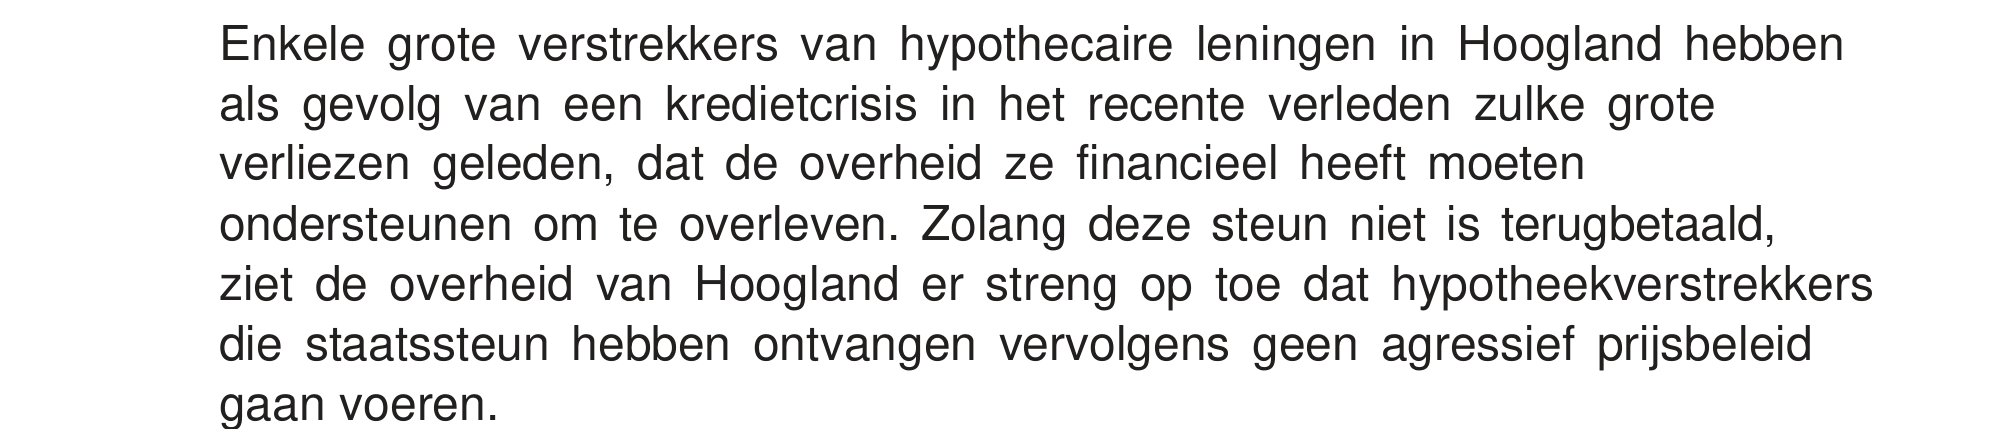 Enkele grote verstrekkers van hypothecaire leningen in Hoogland hebben
als gevolg van een kredietcrisis in het recente verleden zulke grote
verliezen geleden, dat de overheid ze financieel heeft moeten
ondersteunen om te overleven. Zolang deze steun niet is terugbetaald,
ziet de overheid van Hoogland er streng op toe dat hypotheekverstrekkers
die staatssteun hebben ontvangen vervolgens geen agressief prijsbeleid
gaan voeren.